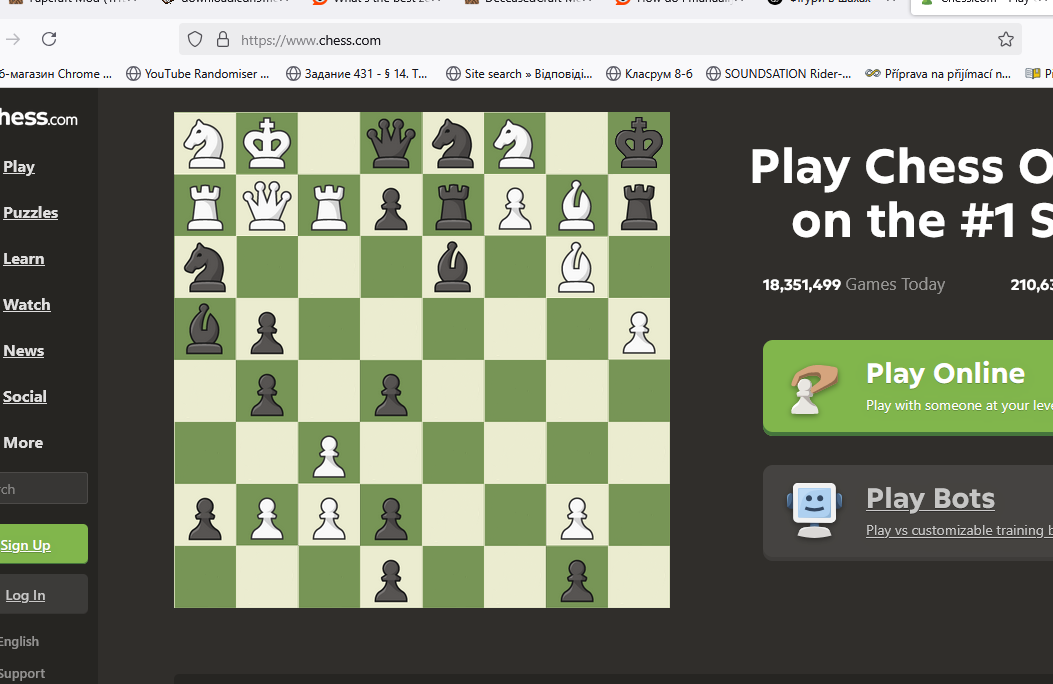 https://www.chess.com
YouTube Randomiser ...
Задание 431 - § 14. Т...
Site search » Відповіді...
Класрум 8-б
SOUNDSATION Rider-...
Příprava na přijímací n...
б-магазин Chrome ...
hess.com
Play
Puzzles
Learn
Watch
News
Social
More
rch
Sign Up
Log In
English
Support
Play Chess O
on the #1 S
18,351,499 Games Today
210,63
Play Online
Play with someone at your leve
Play Bots
Play vs customizable training b